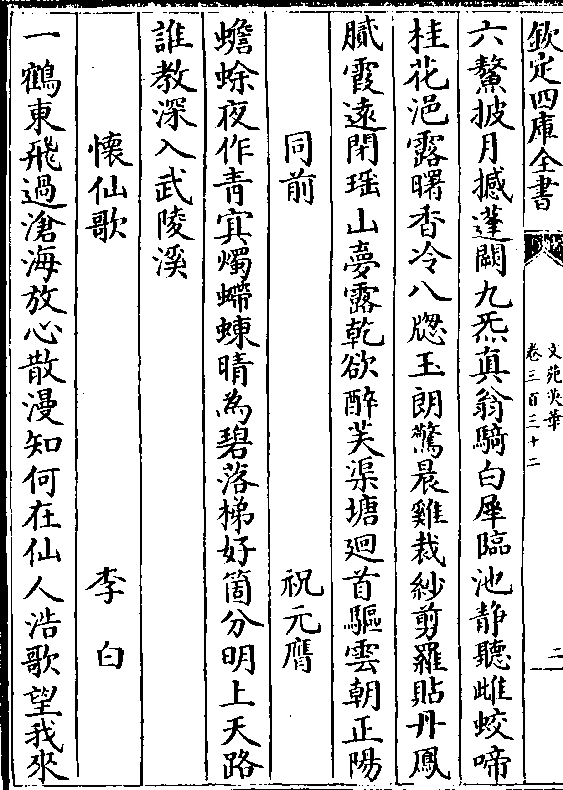 欽定四庫全書
文苑英華
卷三百三十二
二
六鰲披月撼蓬闕九炁真翁騎白犀臨池静聽雌蛟啼
桂花浥露曙香冷八牕玉朗驚晨雞裁紗剪羅貼丹鳳
膩霞遠閉瑶山夢露乾欲醉芙渠塘迴首驅雲朝正陽
同前 祝元膺
蟾蜍夜作青冥燭螮蝀晴為碧落梯好箇分明上天路
誰教深入武陵溪
懷仙歌 李白
一鶴東飛過滄海放心散漫知何在仙人浩歌望我來